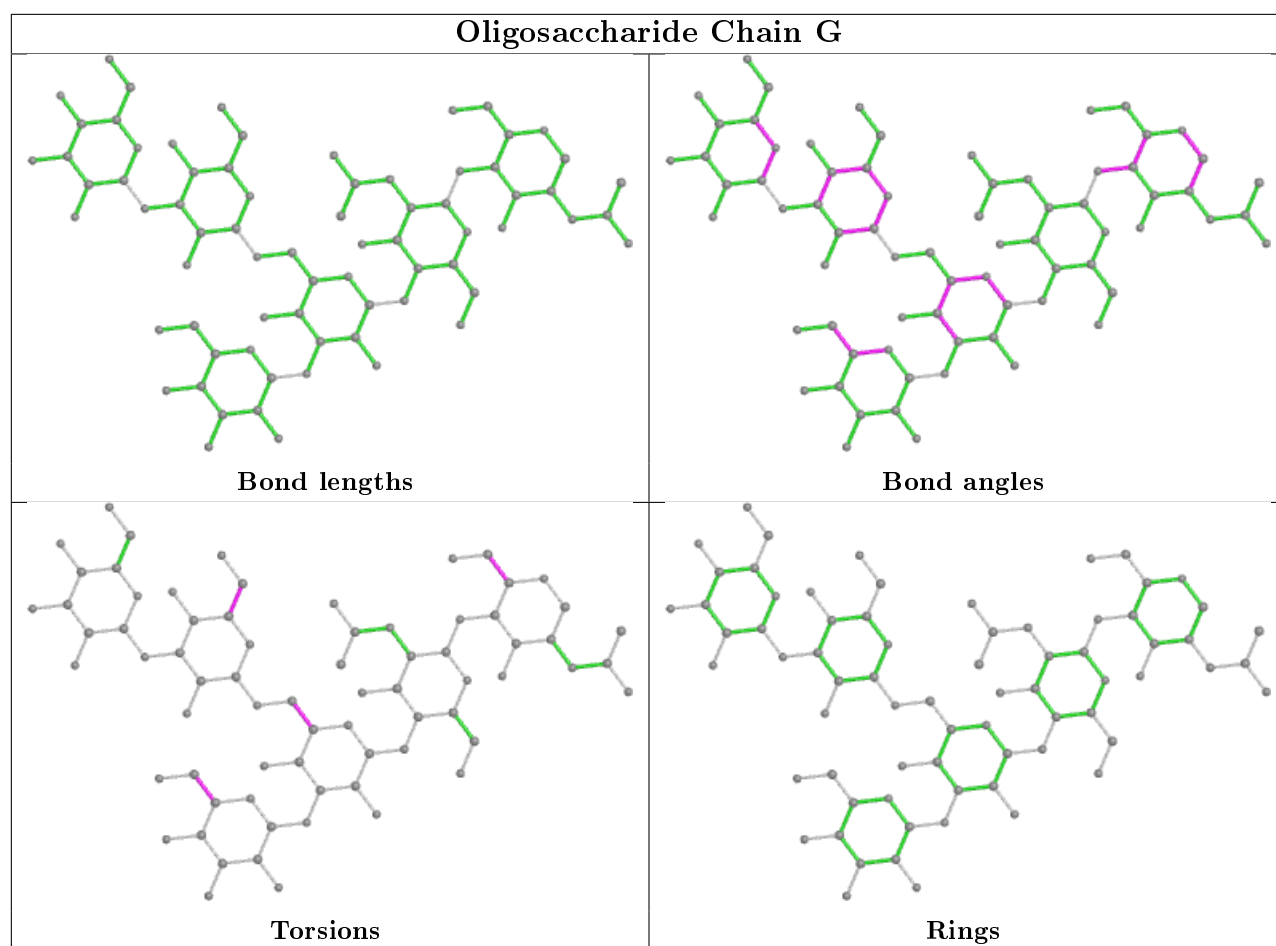 Oligosaccharide Chain G
Bond lengths
Bond angles
Torsions
Rings